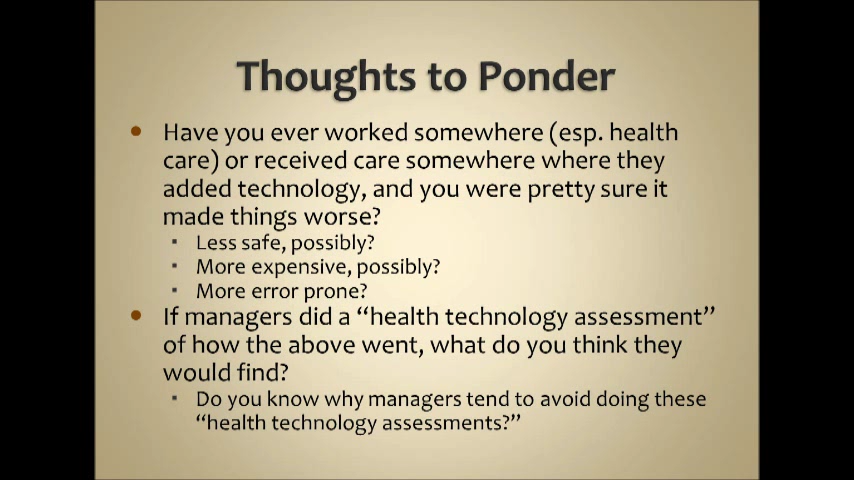 Thoughts to Ponder
• Have you ever worked somewhere (esp. health
care) or received care somewhere where they
added technology, and you were pretty sure it
made things worse?
▪ Less safe, possibly?
▪ More expensive, possibly?
▪ More error prone?
• If managers did a “health technology assessment”
of how the above went, what do you think they
would find?
▪ Do you know why managers tend to avoid doing these
“health technology assessments?”